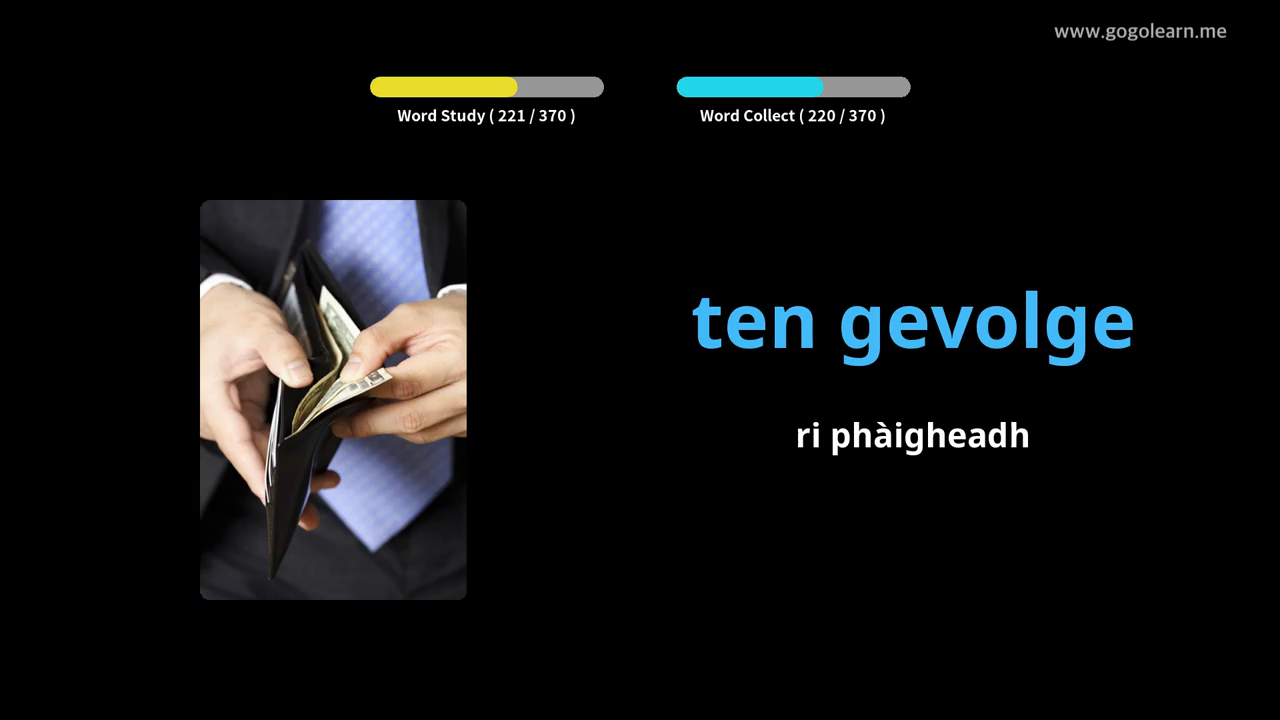 www.gogolearn.me
Word Study ( 221 / 370 )
Word Collect ( 220 / 370 )
ten gevolge
ri phàigheadh